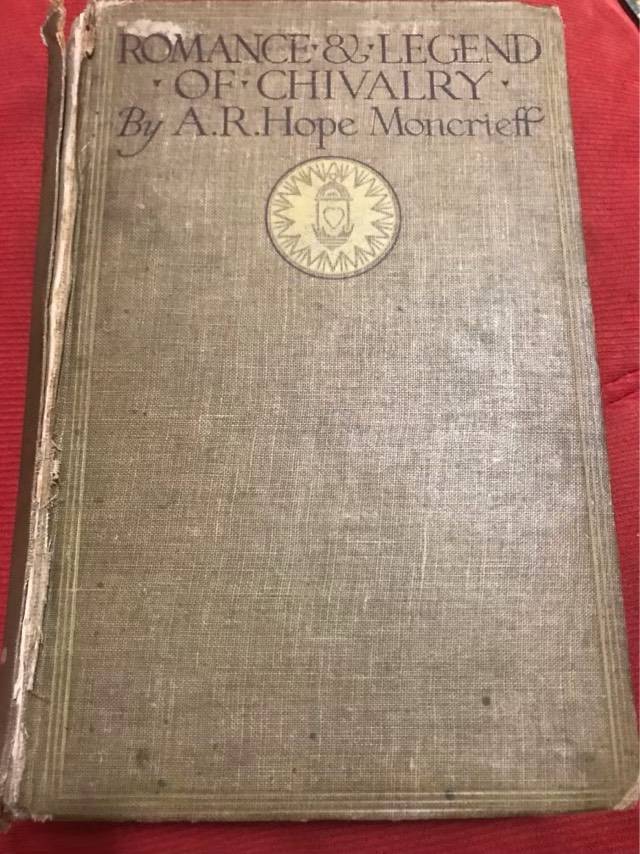 ROMANCE·&·LEGEND
·OF·CHIVALRY·
By A.R.Hope Moncrieff